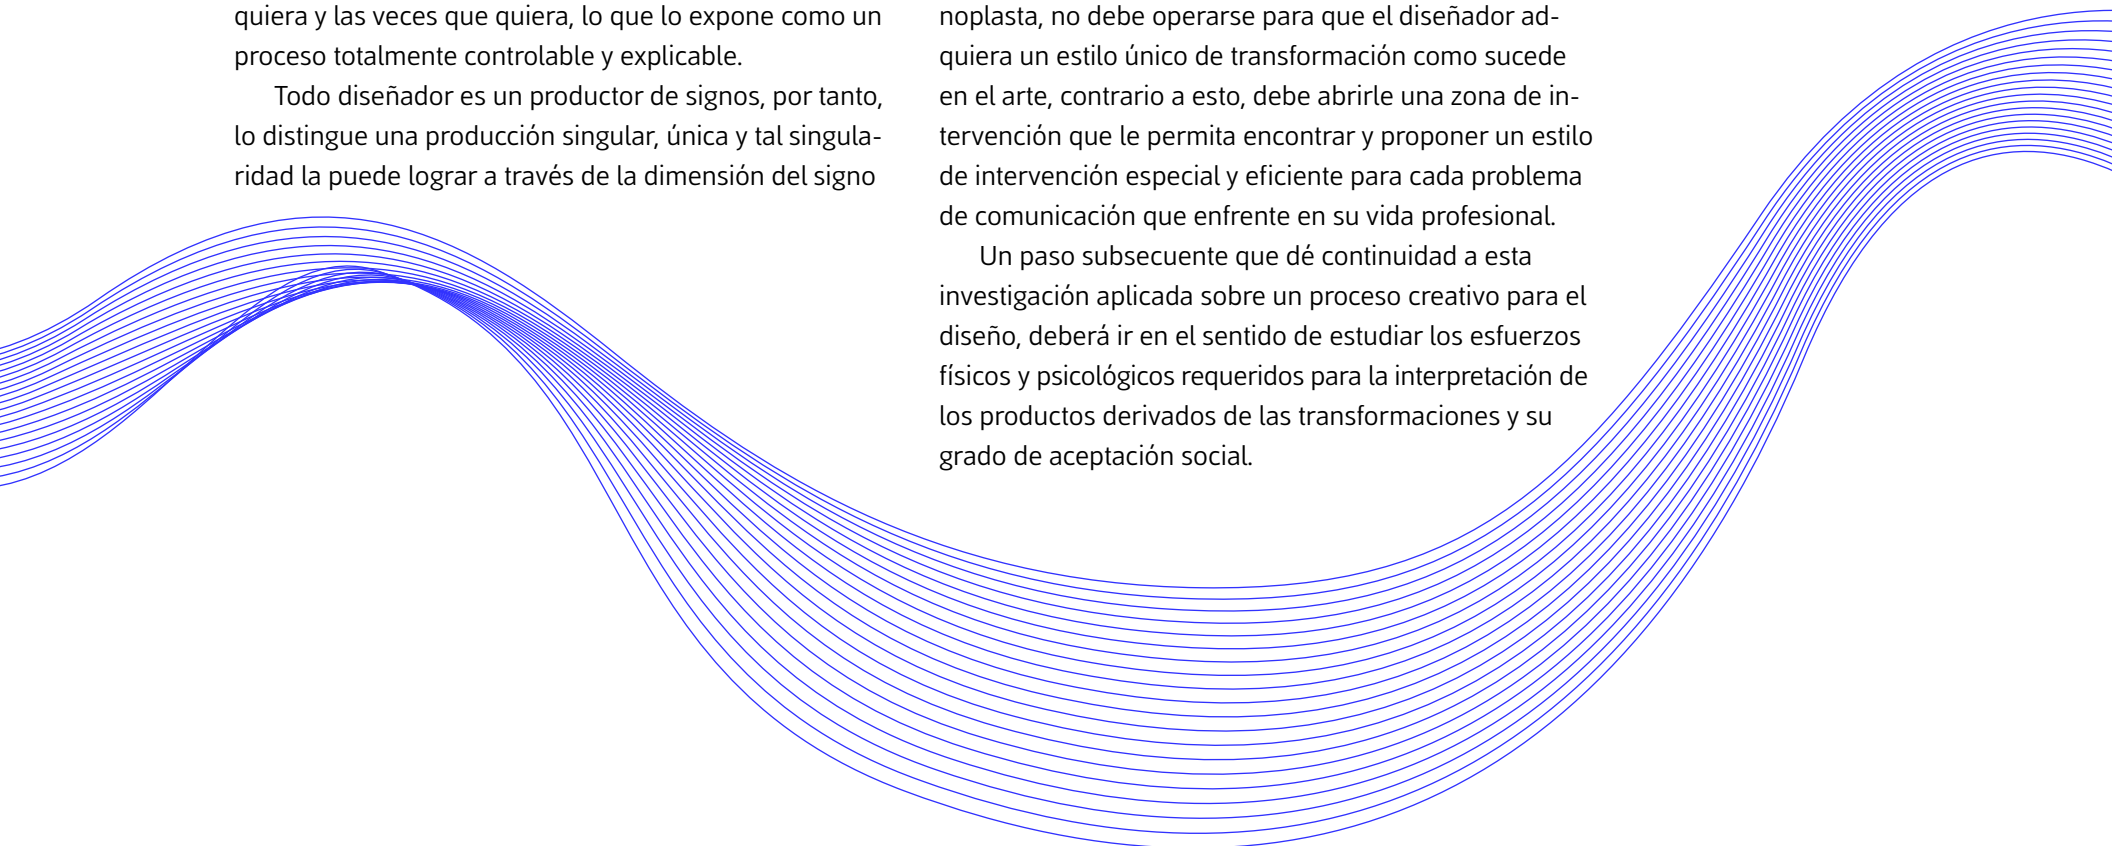 quiera y las veces que quiera, lo que lo expone como un
proceso totalmente controlable y explicable.
Todo diseñador es un productor de signos, por tanto,
lo distingue una producción singular, única y tal singula-
ridad la puede lograr a través de la dimensión del signo
noplasta, no debe operarse para que el diseñador ad-
quiera un estilo único de transformación como sucede
en el arte, contrario a esto, debe abrirle una zona de in-
tervención que le permita encontrar y proponer un estilo
de intervención especial y eficiente para cada problema
de comunicación que enfrente en su vida profesional.
Un paso subsecuente que dé continuidad a esta
investigación aplicada sobre un proceso creativo para el
diseño, deberá ir en el sentido de estudiar los esfuerzos
físicos y psicológicos requeridos para la interpretación de
los productos derivados de las transformaciones y su
grado de aceptación social.